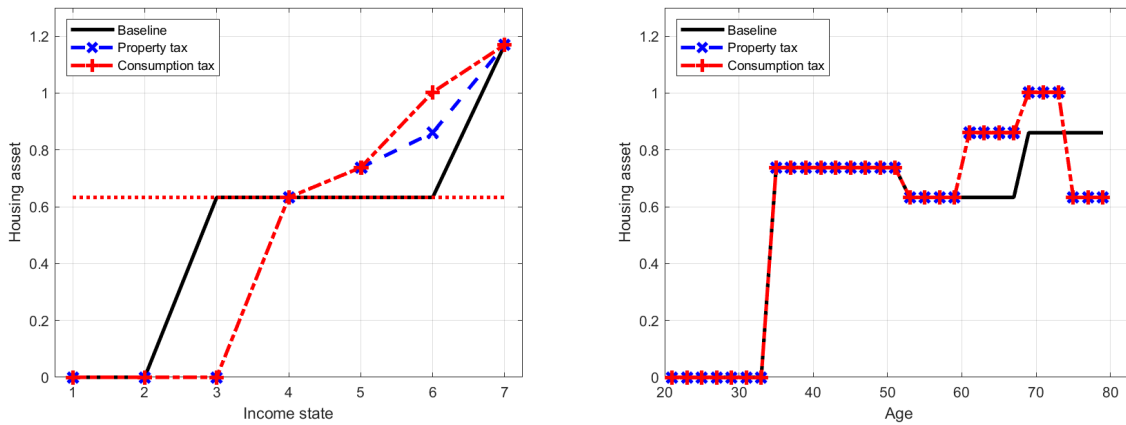 Baseline
Property tax
Consumption tax
Housing asset
1.2
1
0.8
0.6
0.4
0.2
0
1 2 3 4 5 6 7
Income state
Baseline
Property tax
Consumption tax
Housing asset
1.2
1
0.8
0.6
0.4
0.2
0
20 30 40 50 60 70 80
Age